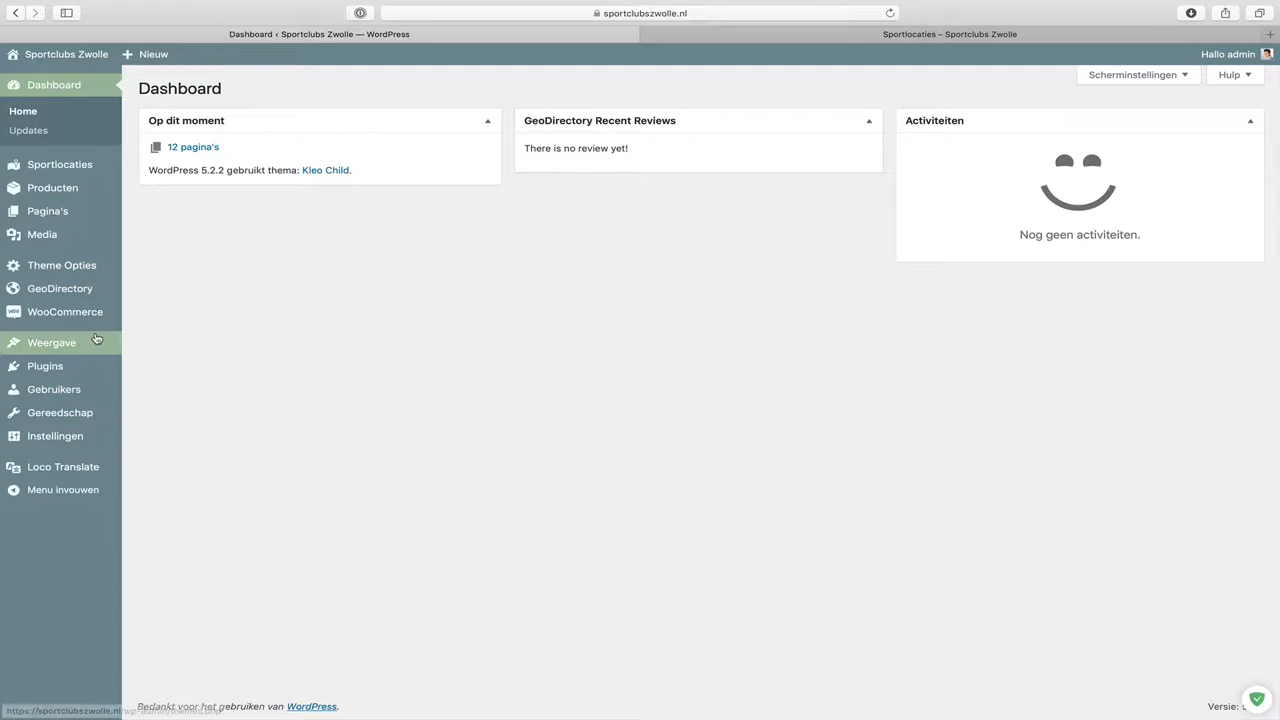 sportclubszwolle.nl
Dashboard ‹ Sportclubs Zwolle — WordPress
Sportlocaties – Sportclubs Zwolle
Sportclubs Zwolle
Nieuw
Hallo admin
Dashboard
Home
Updates
Sportlocaties
Producten
Pagina's
Media
Theme Opties
GeoDirectory
WooCommerce
Weergave
Plugins
Gebruikers
Gereedschap
Instellingen
Loco Translate
Menu invouwen
Scherminstellingen
Hulp
Dashboard
Op dit moment
12 pagina's
WordPress 5.2.2 gebruikt thema: Kleo Child.
GeoDirectory Recent Reviews
There is no review yet!
Activiteiten
Nog geen activiteiten.
https://sportclubszwolle.nl/wp-admin/themes.php
Bedankt voor het gebruiken van WordPress.
Versie: